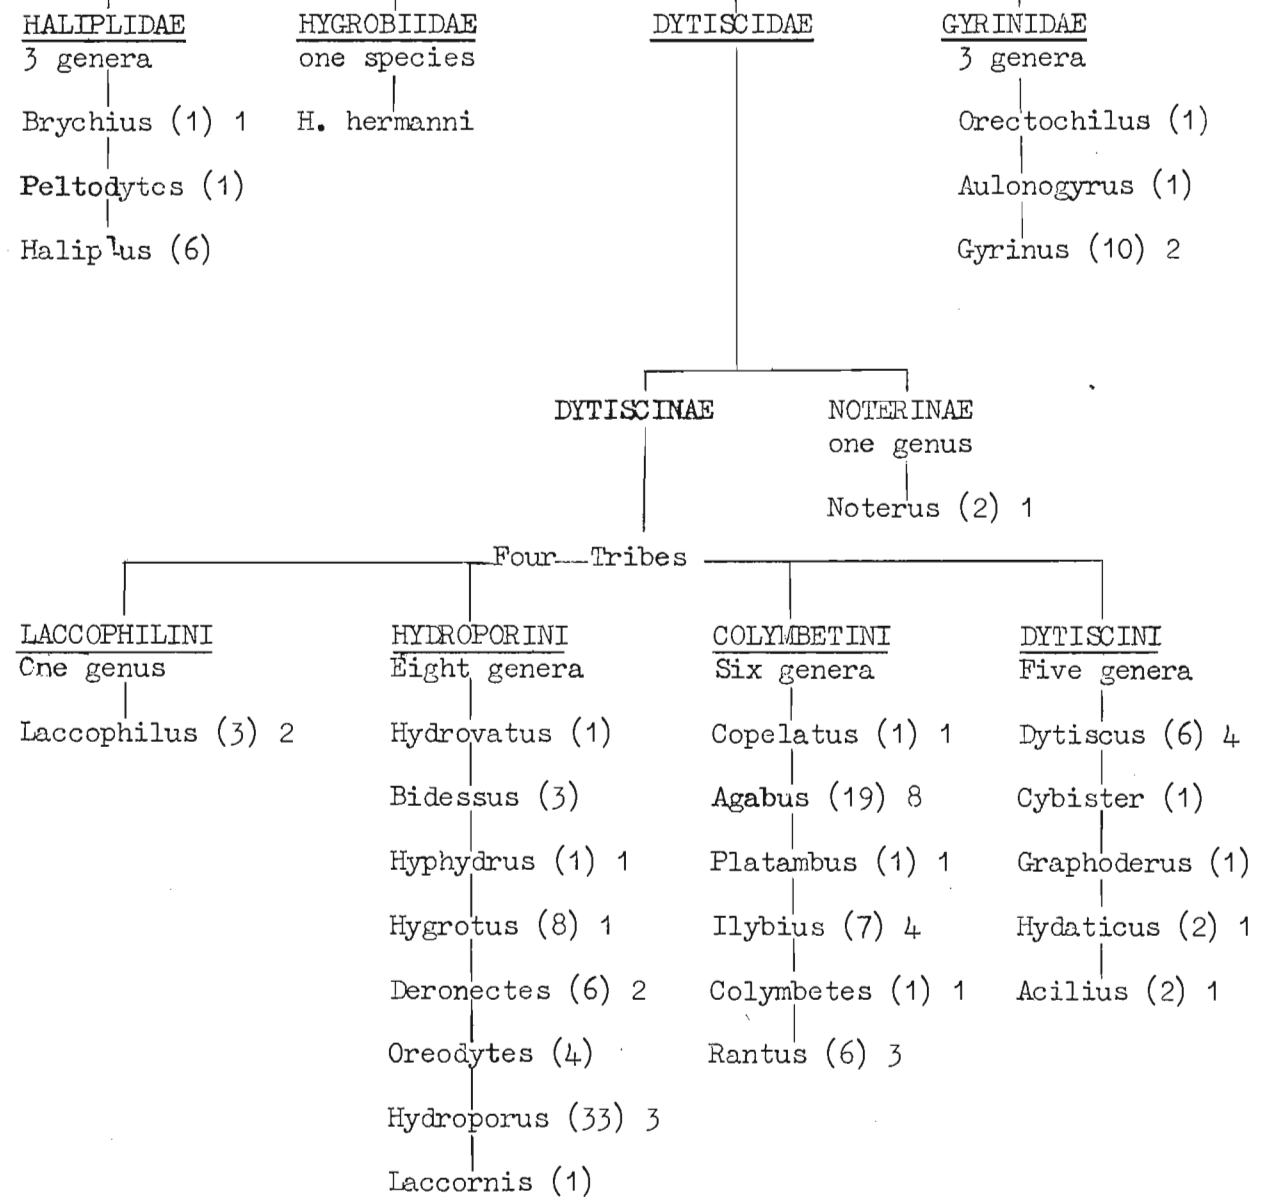 HALIPLIDAE
3 genera
Brychius (1) 1
Peltodytes (1)
Haliplus (6)
HYGROBIIDAE
one species
H. hermanni
DYTISCIDAE
GYRINIDAE
3 genera
Orectochilus (1)
Aulonogyrus (1)
Gyrinus (10) 2
DYTISCINAE
NOTERINAE
one genus
Noterus (2) 1
Four Tribes
LACCOPHILINI
One genus
Laccophilus (3) 2
HYDROPORINI
Eight genera
Hydrovatus (1)
Bidessus (3)
Hyphydrus (1) 1
Hygrotus (8) 1
Deronectes (6) 2
Oreodytes (4)
Hydroporus (33) 3
Laccornis (1)
COLYMBETINI
Six genera
Copelatus (1) 1
Agabus (19) 8
Platambus (1) 1
Ilybius (7) 4
Colymbetes (1) 1
Rantus (6) 3
DYTISCINI
Five genera
Dytiscus (6) 4
Cybister (1)
Graphoderus (1)
Hydaticus (2) 1
Acilius (2) 1